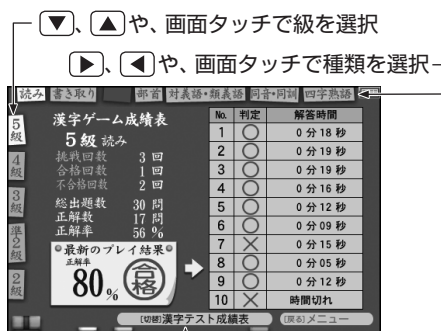 ▼、▲や、画面タッチで級を選択
▶、◀や、画面タッチで種類を選択
読み 書き取り 部首 対義語・類義語 同音・同訓 四字熟語
5級
4級
3級
準2級
2級
漢字ゲーム成績表
5級 読み
挑戦回数 3回
合格回数 1回
不合格回数 2回
総出題数 30問
正解数 17問
正解率 56%
最新のプレイ結果
正解率
80% 合格
No. 判定 解答時間
1 ○ 0分18秒
2 ○ 0分19秒
3 ○ 0分19秒
4 ○ 0分16秒
5 ○ 0分12秒
6 ○ 0分09秒
7 × 0分15秒
8 ○ 0分05秒
9 ○ 0分12秒
10 × 時間切れ
[切替]漢字テスト成績表 [戻る]メニュー